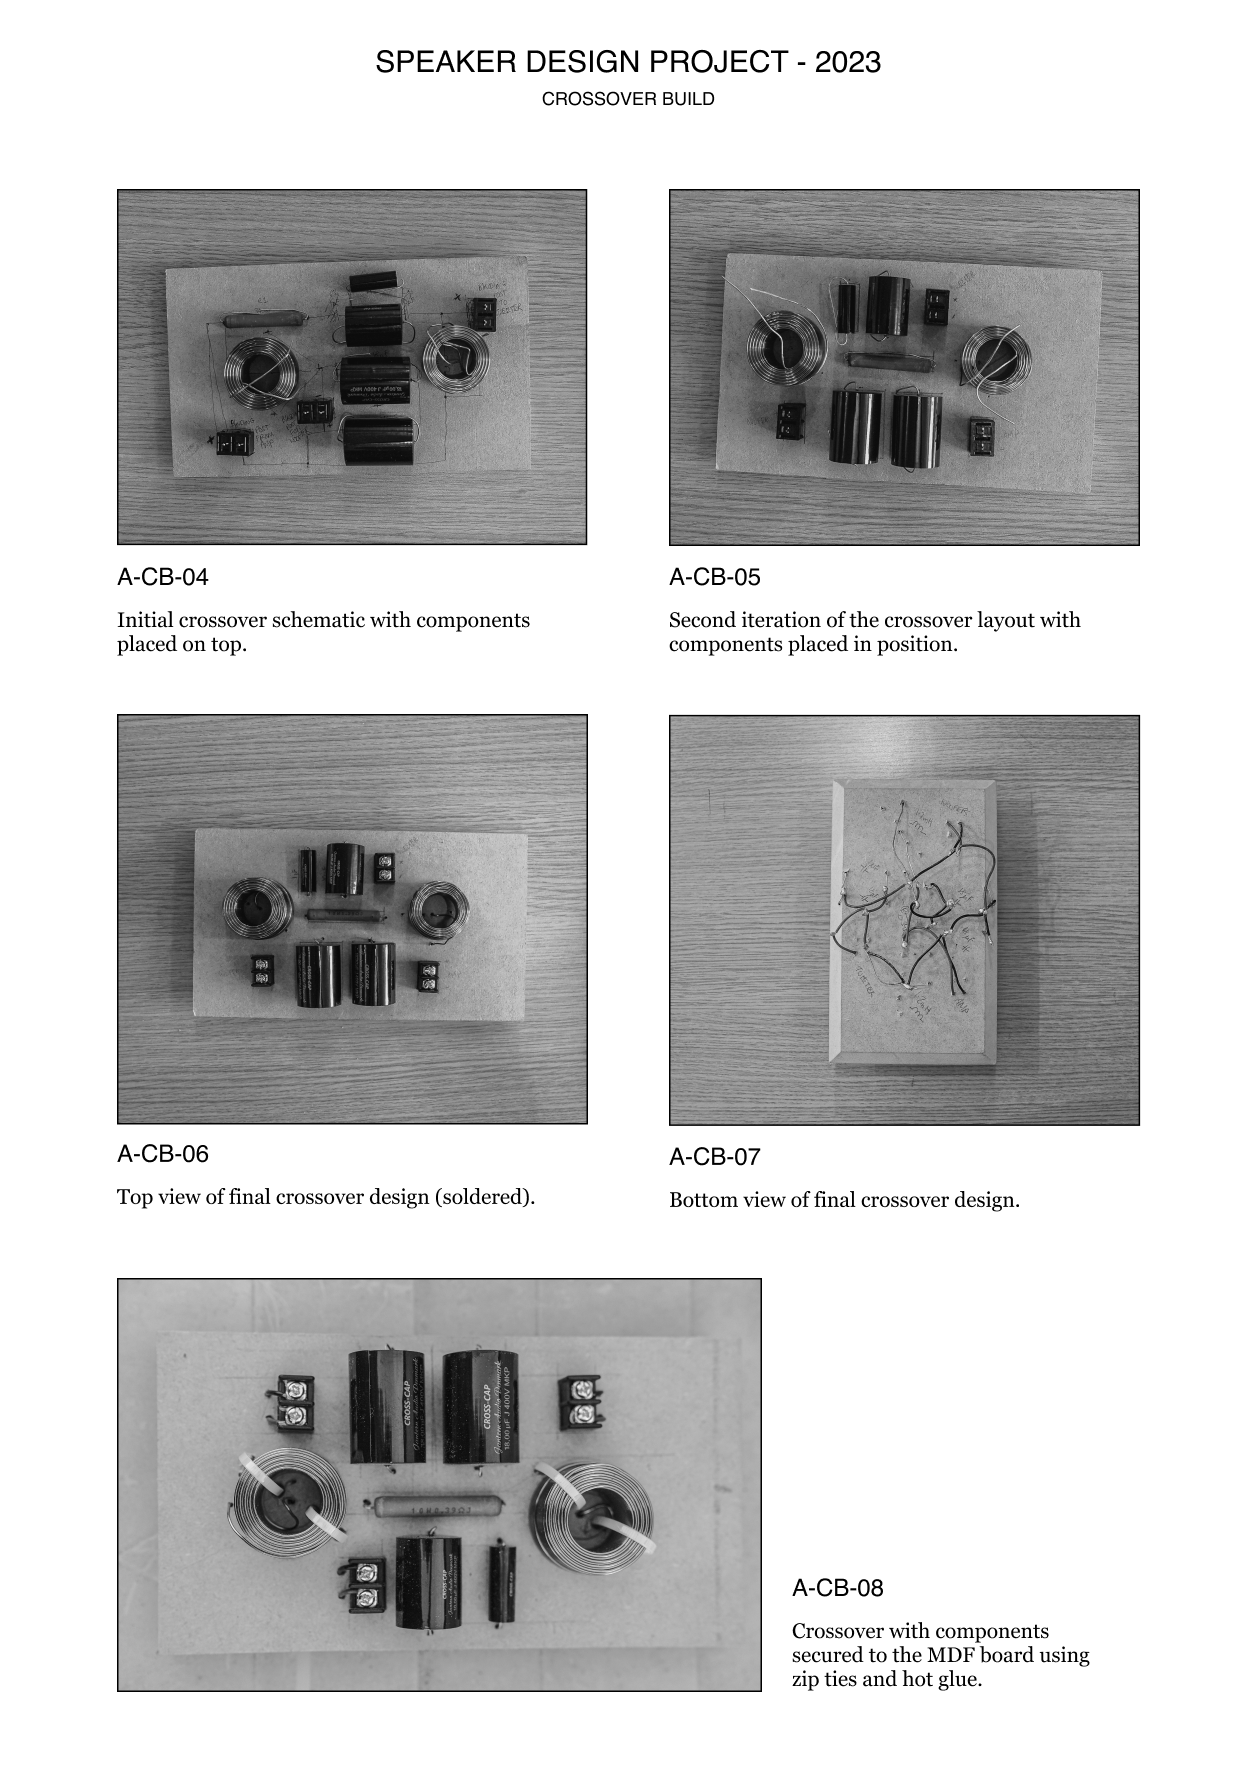 SPEAKER DESIGN PROJECT - 2023
CROSSOVER BUILD
A-CB-04
Initial crossover schematic with components
placed on top.
A-CB-05
Second iteration of the crossover layout with
components placed in position.
A-CB-06
Top view of final crossover design (soldered).
A-CB-07
Bottom view of final crossover design.
TWEETER
CROSS-CAP
CROSS-CAP
Jantzen Audio Denmark
18,00 µF J 400V MKP
CROSS-CAP
A-CB-08
Crossover with components
secured to the MDF board using
zip ties and hot glue.